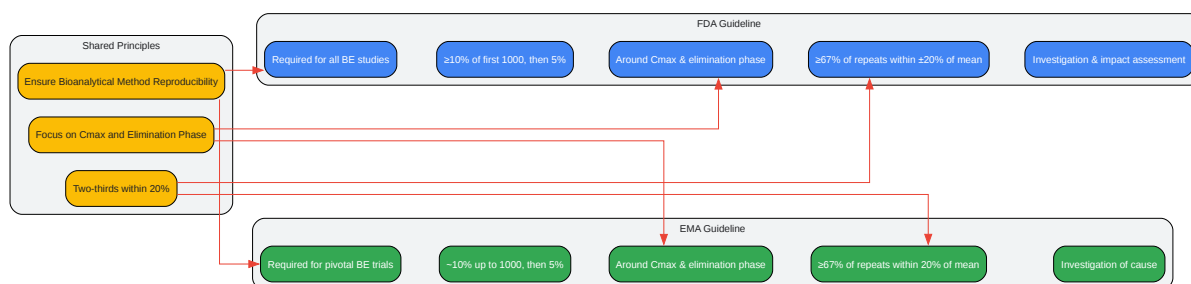 FDA Guideline
Required for all BE studies
≥10% of first 1000, then 5%
Around Cmax & elimination phase
≥67% of repeats within ±20% of mean
Investigation & impact assessment
Shared Principles
Ensure Bioanalytical Method Reproducibility
Focus on Cmax and Elimination Phase
Two-thirds within 20%
EMA Guideline
Required for pivotal BE trials
~10% up to 1000, then 5%
Around Cmax & elimination phase
≥67% of repeats within 20% of mean
Investigation of cause